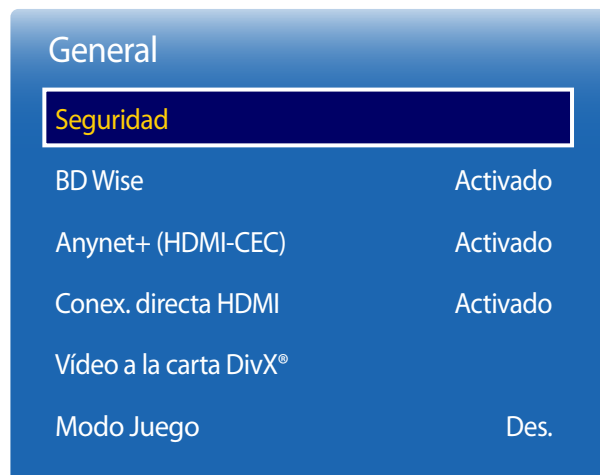 General
Seguridad
BD Wise Activado
Anynet+ (HDMI-CEC) Activado
Conex. directa HDMI Activado
Vídeo a la carta DivX®
Modo Juego Des.